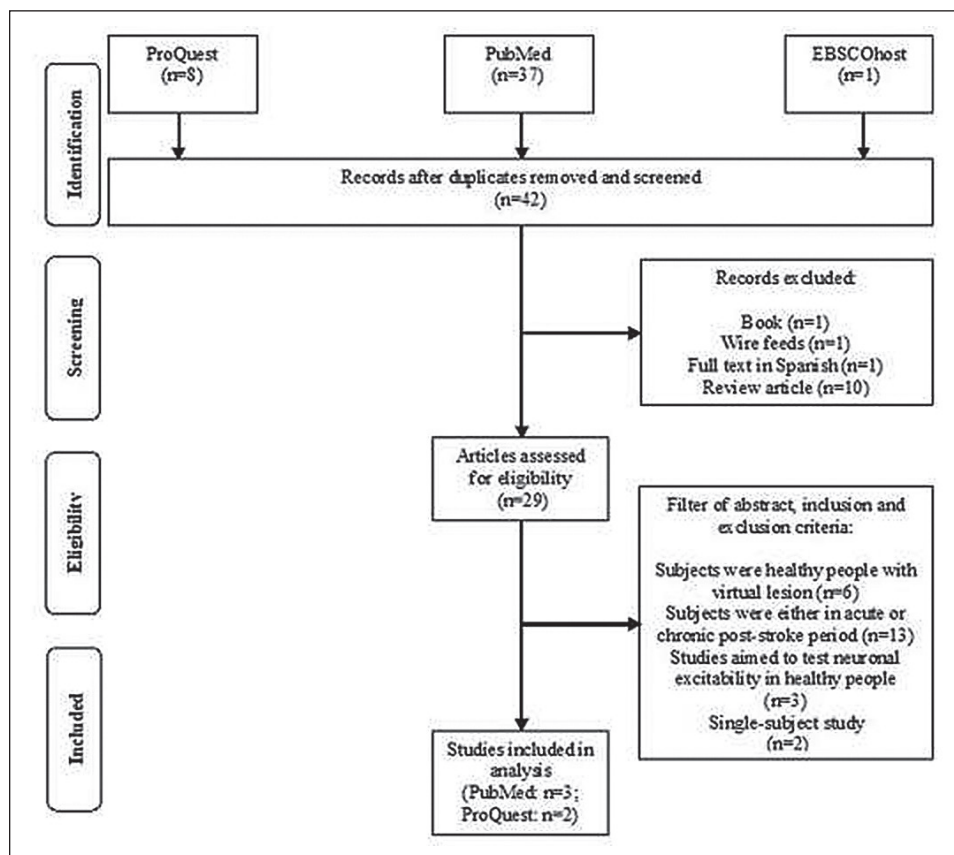 ProQuest
(n=8)
PubMed
(n=37)
EBSCOhost
(n=1)
Identification
Records after duplicates removed and screened
(n=42)
Screening
Records excluded:
Book (n=1)
Wire feeds (n=1)
Full text in Spanish (n=1)
Review article (n=10)
Eligibility
Articles assessed
for eligibility
(n=29)
Filter of abstract, inclusion and
exclusion criteria:
Subjects were healthy people with
virtual lesion (n=6)
Subjects were either in acute or
chronic post-stroke period (n=13)
Studies aimed to test neuronal
excitability in healthy people
(n=3)
Single-subject study
(n=2)
Included
Studies included in
analysis
(PubMed: n=3;
ProQuest: n=2)